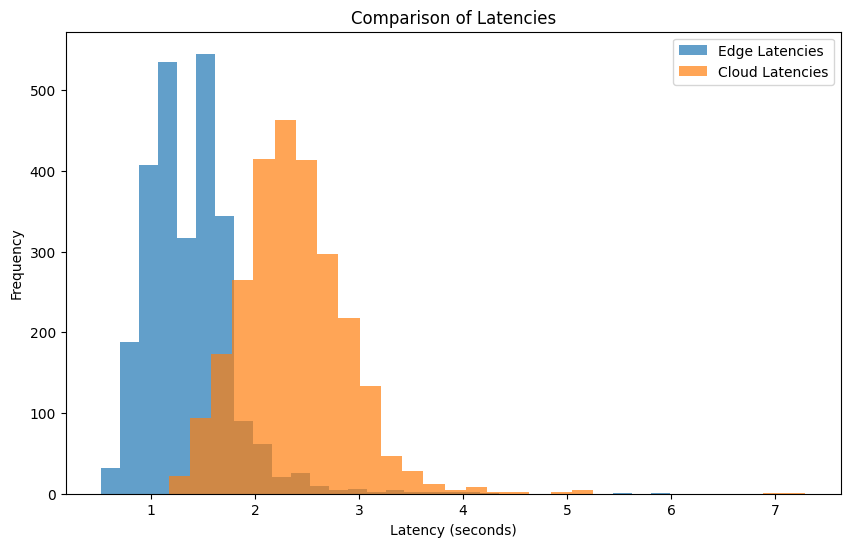 Comparison of Latencies
Edge Latencies
Cloud Latencies
Frequency
500
400
300
200
100
0
1 2 3 4 5 6 7
Latency (seconds)